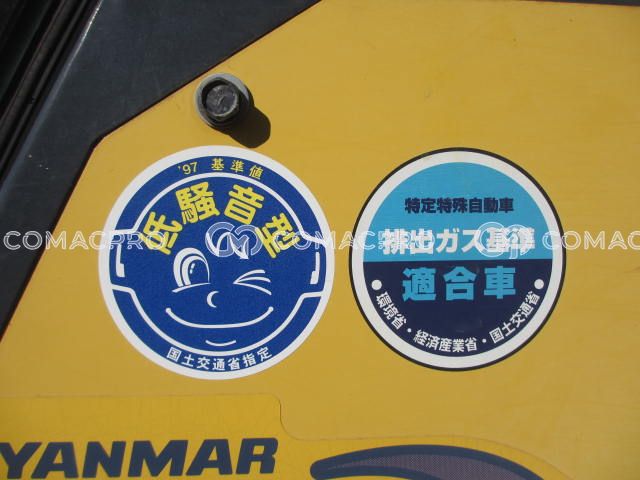 '97 基準値
低騒音型
国土交通省指定
特定特殊自動車
排出ガス基準
適合車
・環境省・経済産業省・国土交通省・
COMACPRO
COMACPRO
COMACPRO
YANMAR